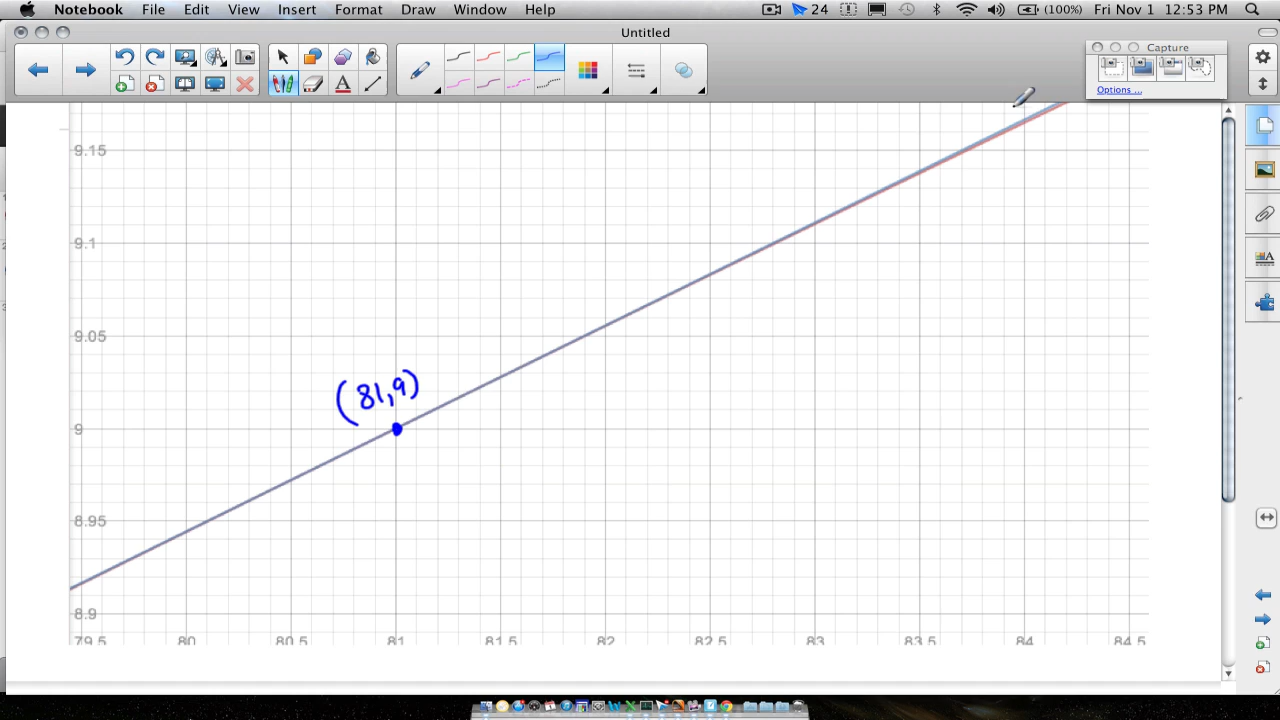 Notebook File Edit View Insert Format Draw Window Help 24 (100%) Fri Nov 1 12:53 PM
Untitled
Capture
Options ...
9.15
9.1
9.05
(81,9)
9
8.95
8.9
79.5 80 80.5 81 81.5 82 82.5 83 83.5 84 84.5